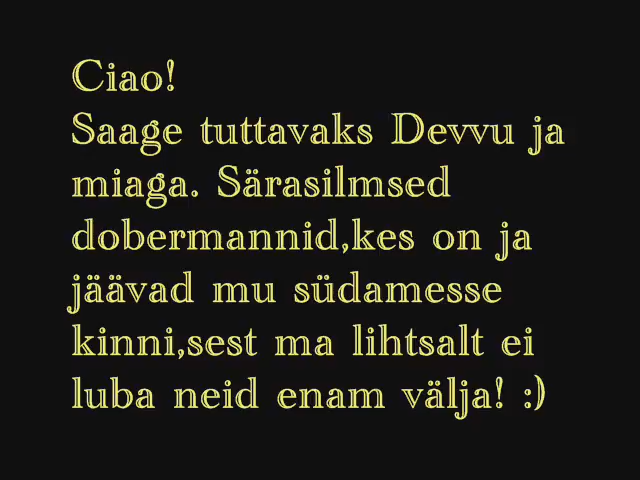 Ciao!
Saage tuttavaks Devvu ja
miaga. Särasilmsed
dobermannid,kes on ja
jäävad mu südamesse
kinni,sest ma lihtsalt ei
luba neid enam välja! :)